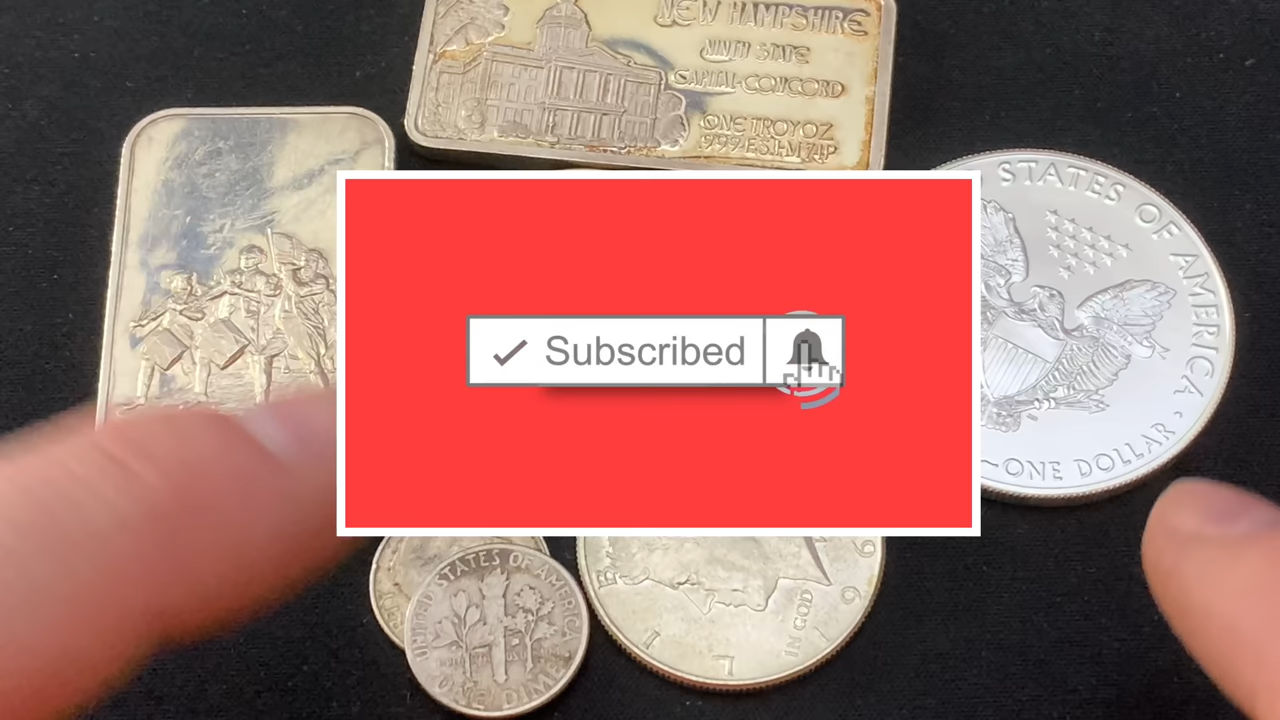 NEW HAMPSHIRE
NINTH STATE
CAPITAL-CONCORD
ONE TROY OZ
.999 F.S.
STATES OF AMERICA
Subscribed
ONE DOLLAR
UNITED STATES OF AMERICA
ONE DIME
IN GOD
L